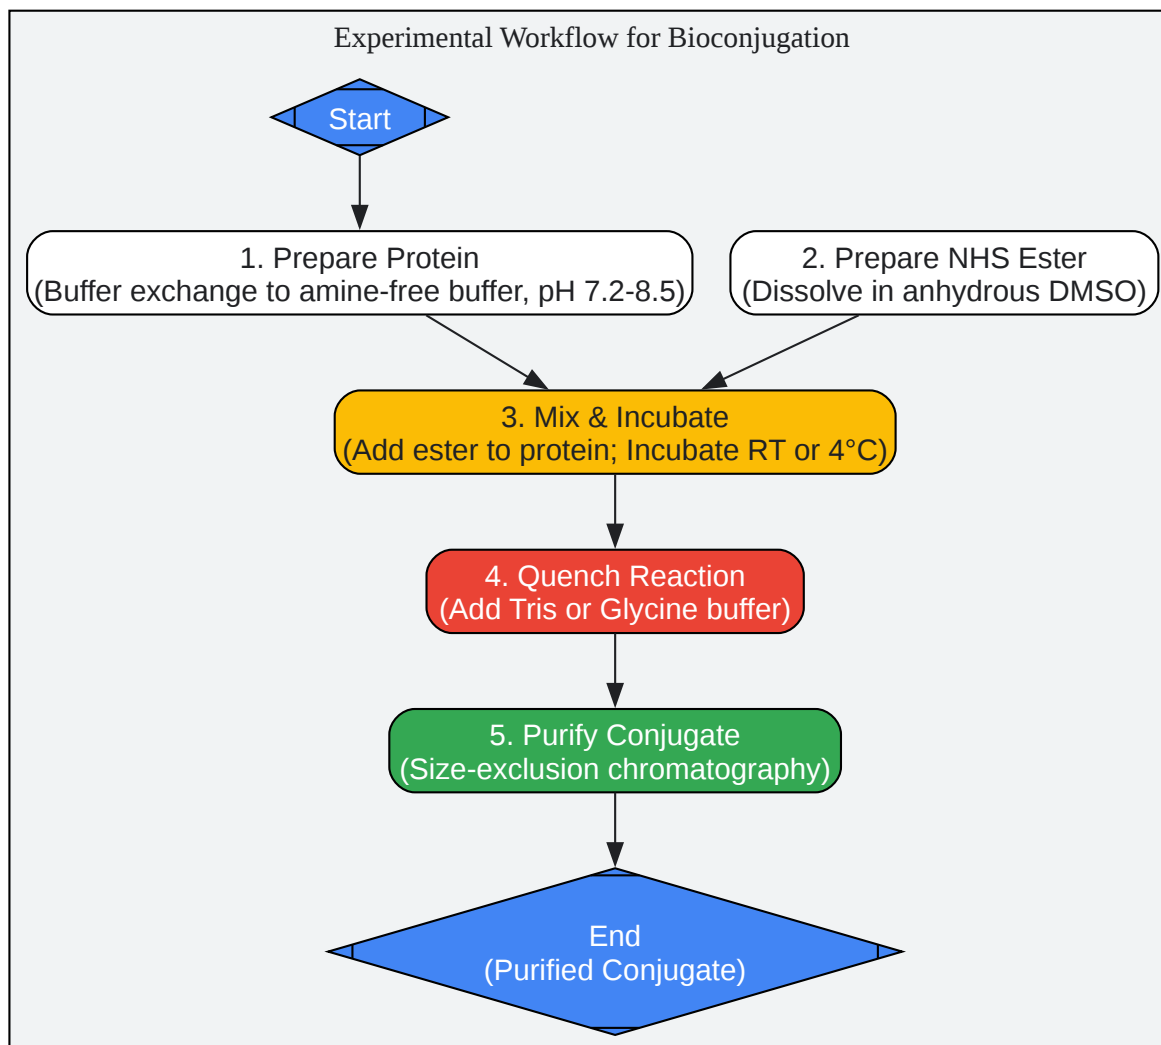 Experimental Workflow for Bioconjugation
Start
1. Prepare Protein
(Buffer exchange to amine-free buffer, pH 7.2-8.5)
2. Prepare NHS Ester
(Dissolve in anhydrous DMSO)
3. Mix & Incubate
(Add ester to protein; Incubate RT or 4°C)
4. Quench Reaction
(Add Tris or Glycine buffer)
5. Purify Conjugate
(Size-exclusion chromatography)
End
(Purified Conjugate)